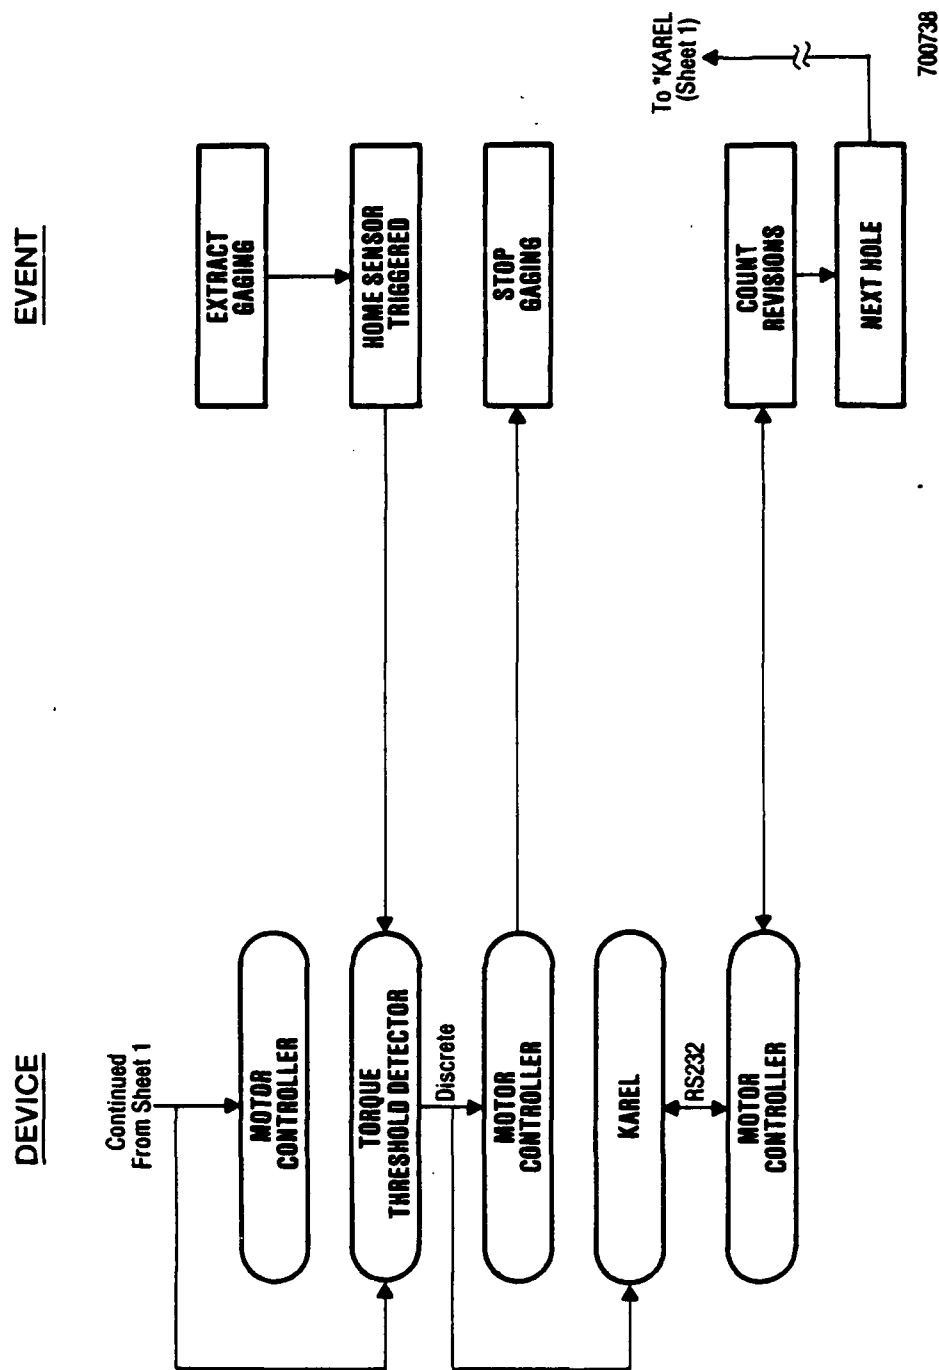 DEVICE
EVENT
Continued
From Sheet 1
MOTOR
CONTROLLER
EXTRACT
GAGING
TORQUE
THRESHOLD DETECTOR
HOME SENSOR
TRIGGERED
Discrete
MOTOR
CONTROLLER
STOP
GAGING
KAREL
RS232
MOTOR
CONTROLLER
COUNT
REVISIONS
NEXT HOLE
To *KAREL
(Sheet 1)
700738